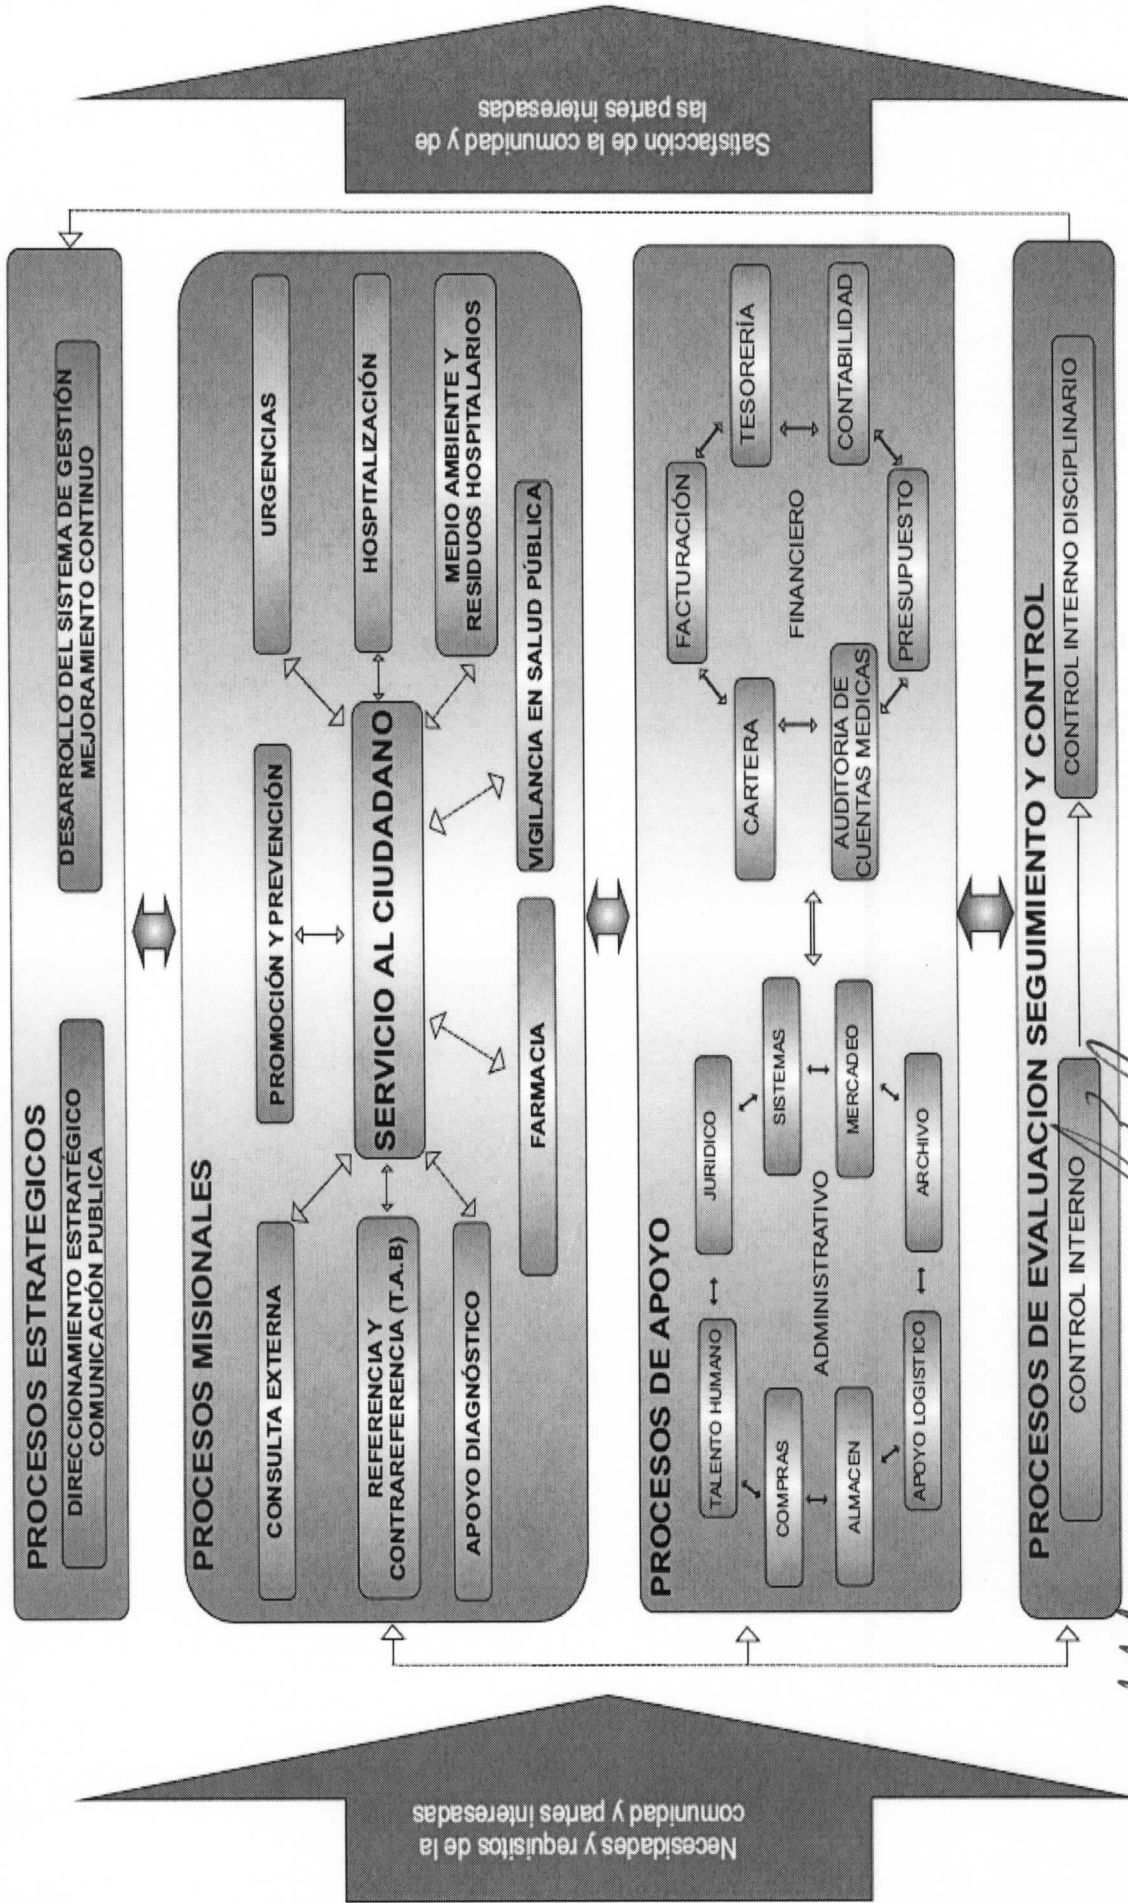 Necesidades y requisitos de la
comunidad y partes interesadas
PROCESOS ESTRATEGICOS
DIRECCIONAMIENTO ESTRATÉGICO
COMUNICACIÓN PUBLICA
DESARROLLO DEL SISTEMA DE GESTIÓN
MEJORAMIENTO CONTINUO
PROCESOS MISIONALES
CONSULTA EXTERNA
PROMOCIÓN Y PREVENCIÓN
URGENCIAS
REFERENCIA Y
CONTRAREFERENCIA (T.A.B)
SERVICIO AL CIUDADANO
HOSPITALIZACIÓN
APOYO DIAGNÓSTICO
MEDIO AMBIENTE Y
RESIDUOS HOSPITALARIOS
FARMACIA
VIGILANCIA EN SALUD PÚBLICA
PROCESOS DE APOYO
TALENTO HUMANO
JURIDICO
COMPRAS
SISTEMAS
ADMINISTRATIVO
ALMACEN
MERCADEO
APOYO LOGISTICO
ARCHIVO
FACTURACIÓN
CARTERA
TESORERÍA
FINANCIERO
AUDITORIA DE
CUENTAS MEDICAS
CONTABILIDAD
PRESUPUESTO
PROCESOS DE EVALUACION SEGUIMIENTO Y CONTROL
CONTROL INTERNO
CONTROL INTERNO DISCIPLINARIO
Satisfacción de la comunidad y de
las partes interesadas